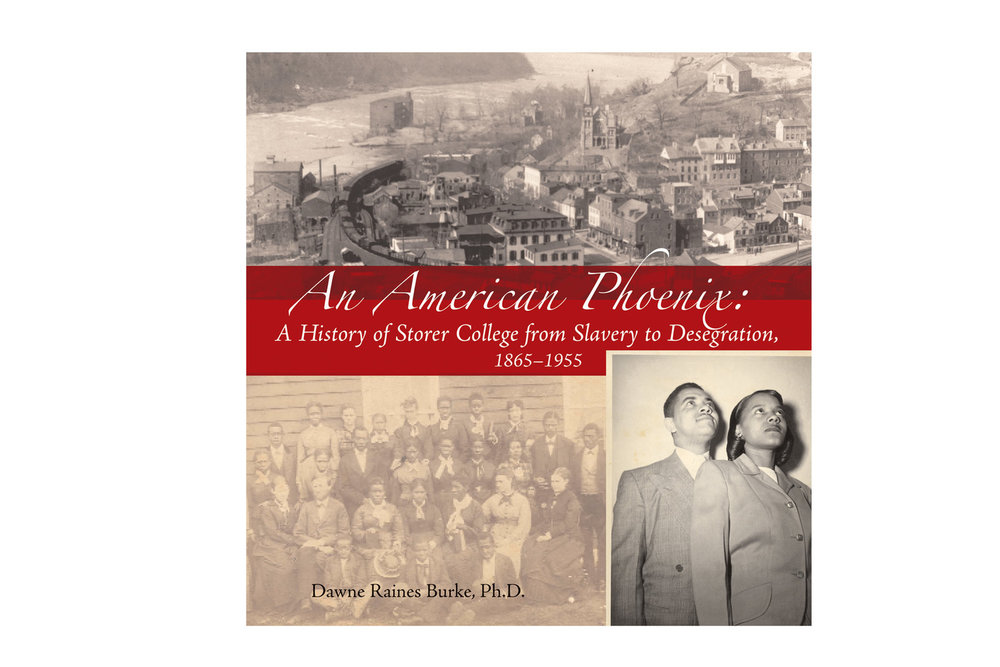 An American Phoenix:
A History of Storer College from Slavery to Desegration,
1865–1955
Dawne Raines Burke, Ph.D.